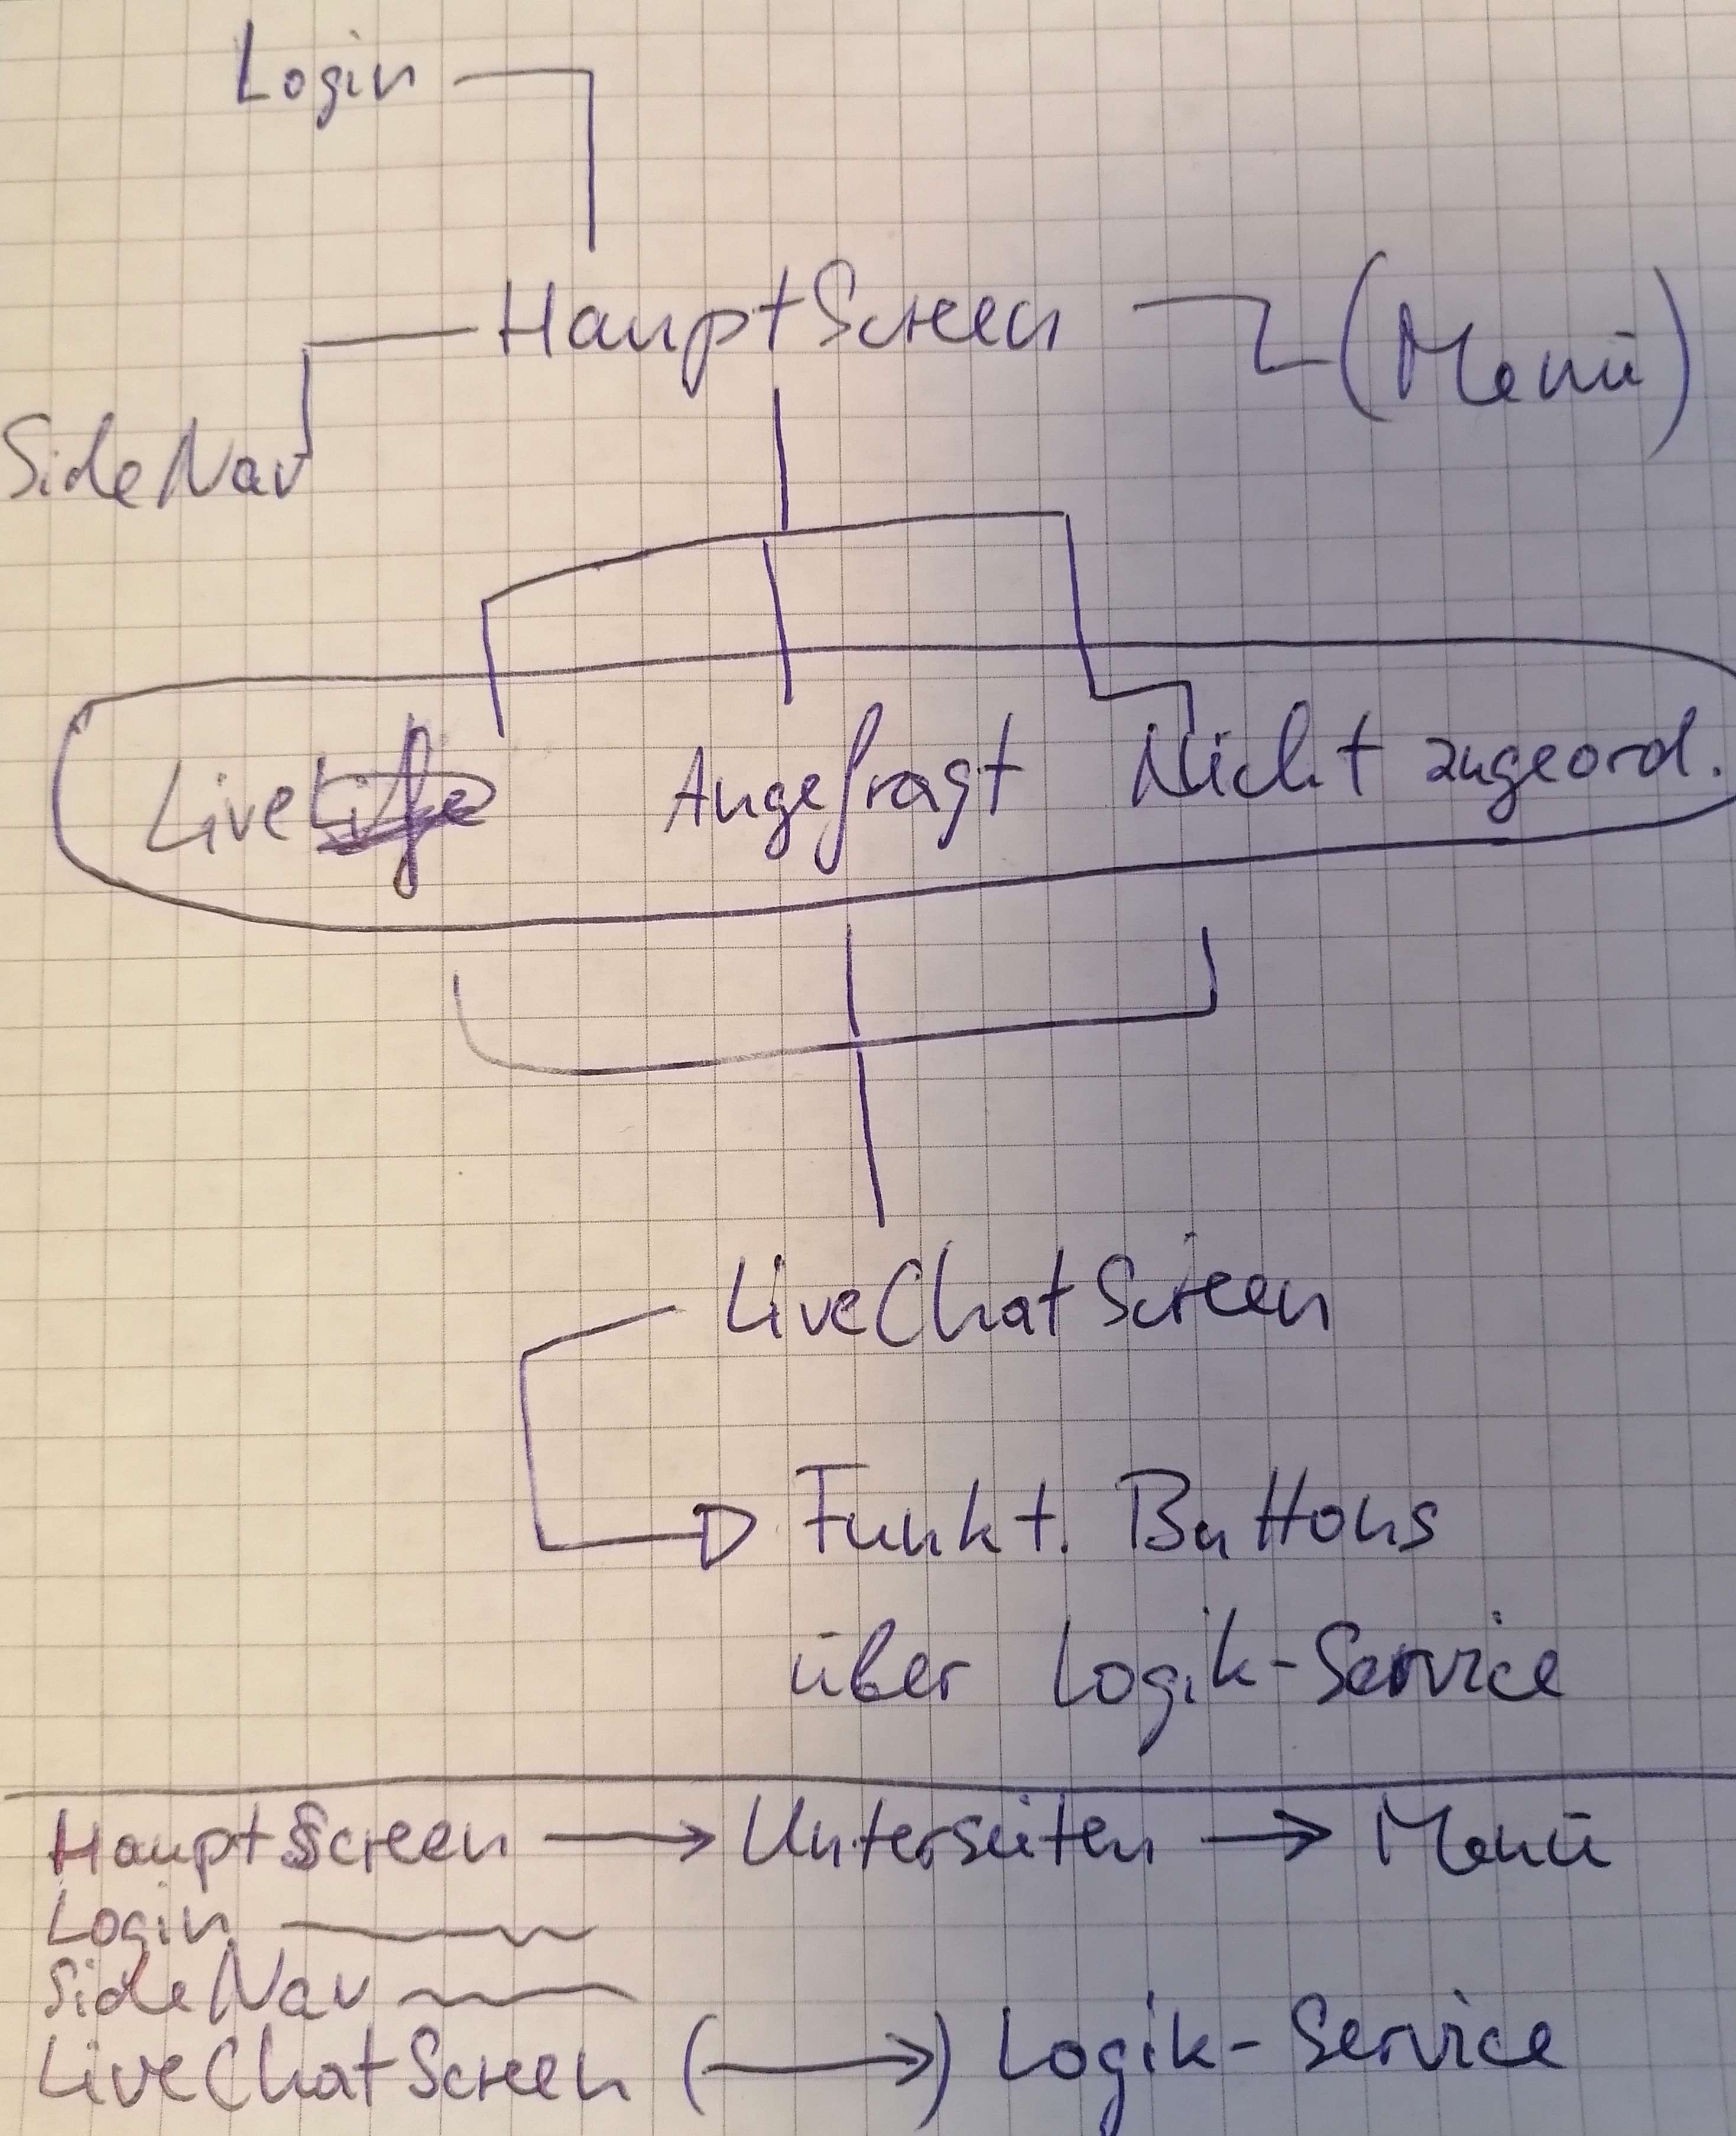 Login
HauptScreen (Menü)
SideNav
Live Angefragt Nicht zugeord.
LiveChatScreen
Funkt. Buttons
über Logik-Service
HauptScreen → Unterseiten → Menü
Login
SideNav
LiveChatScreen (→) Logik-Service